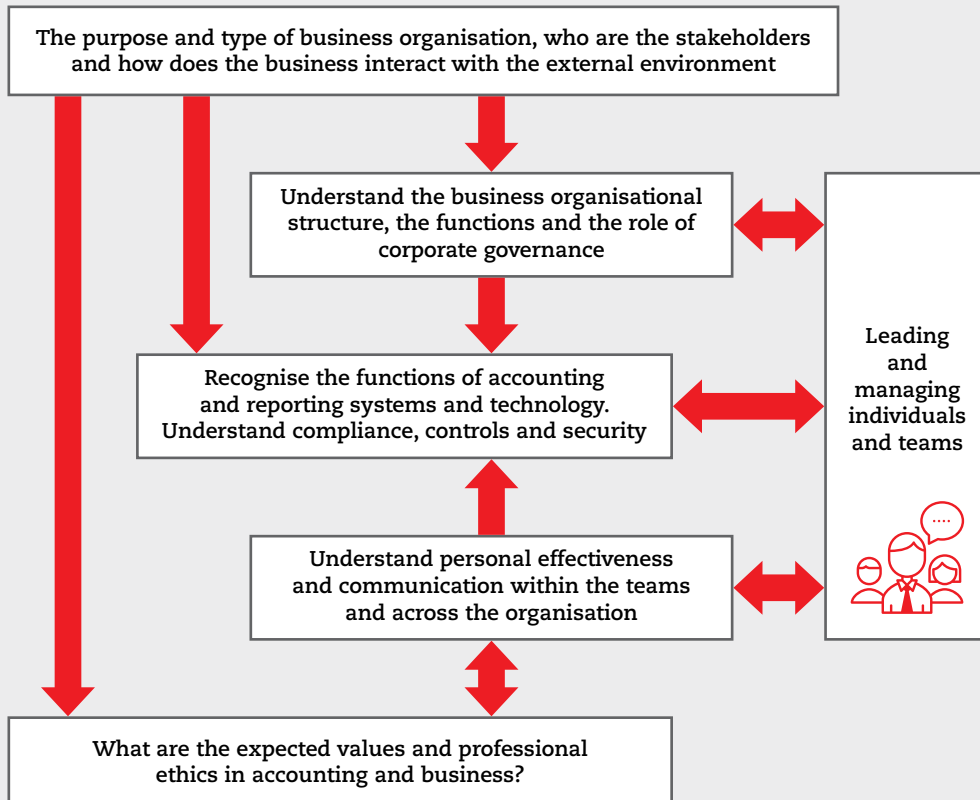 The purpose and type of business organisation, who are the stakeholders
and how does the business interact with the external environment
Understand the business organisational
structure, the functions and the role of
corporate governance
Recognise the functions of accounting
and reporting systems and technology.
Understand compliance, controls and security
Leading
and
managing
individuals
and teams
....
Understand personal effectiveness
and communication within the teams
and across the organisation
What are the expected values and professional
ethics in accounting and business?